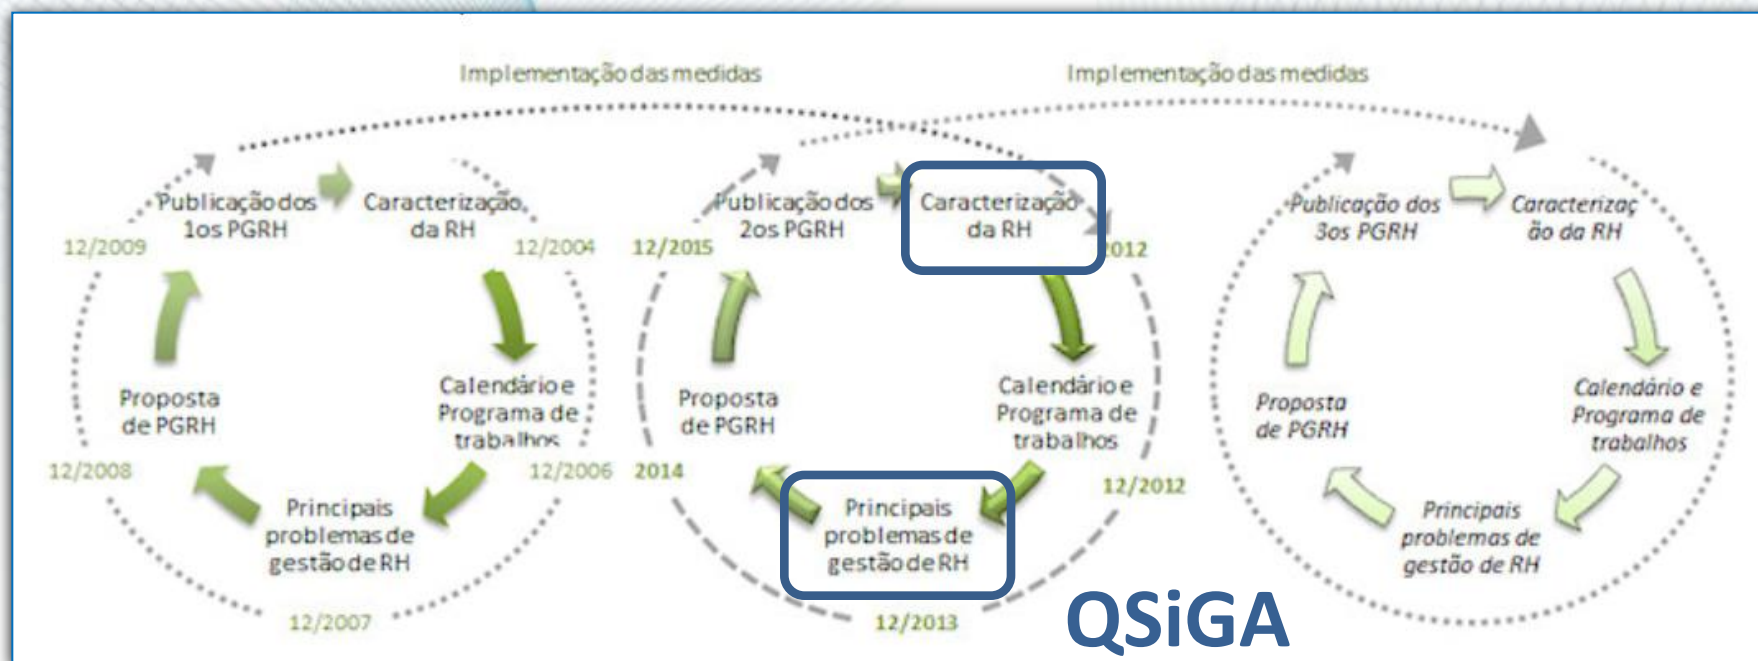 Implementação das medidas
Implementação das medidas
Publicação dos
1os PGRH
Caracterização
da RH
12/2009
12/2004
Calendário e
Programa de
trabalhos
12/2006
Principais
problemas de
gestão de RH
12/2007
Proposta
de PGRH
12/2008
Publicação dos
2os PGRH
Caracterização
da RH
12/2015
2012
Calendário e
Programa de
trabalhos
12/2012
Principais
problemas de
gestão de RH
12/2013
Proposta
de PGRH
2014
QSiGA
Publicação dos
3os PGRH
Caracterizaç
ão da RH
Calendário e
Programa de
trabalhos
Principais
problemas de
gestão de RH
Proposta
de PGRH